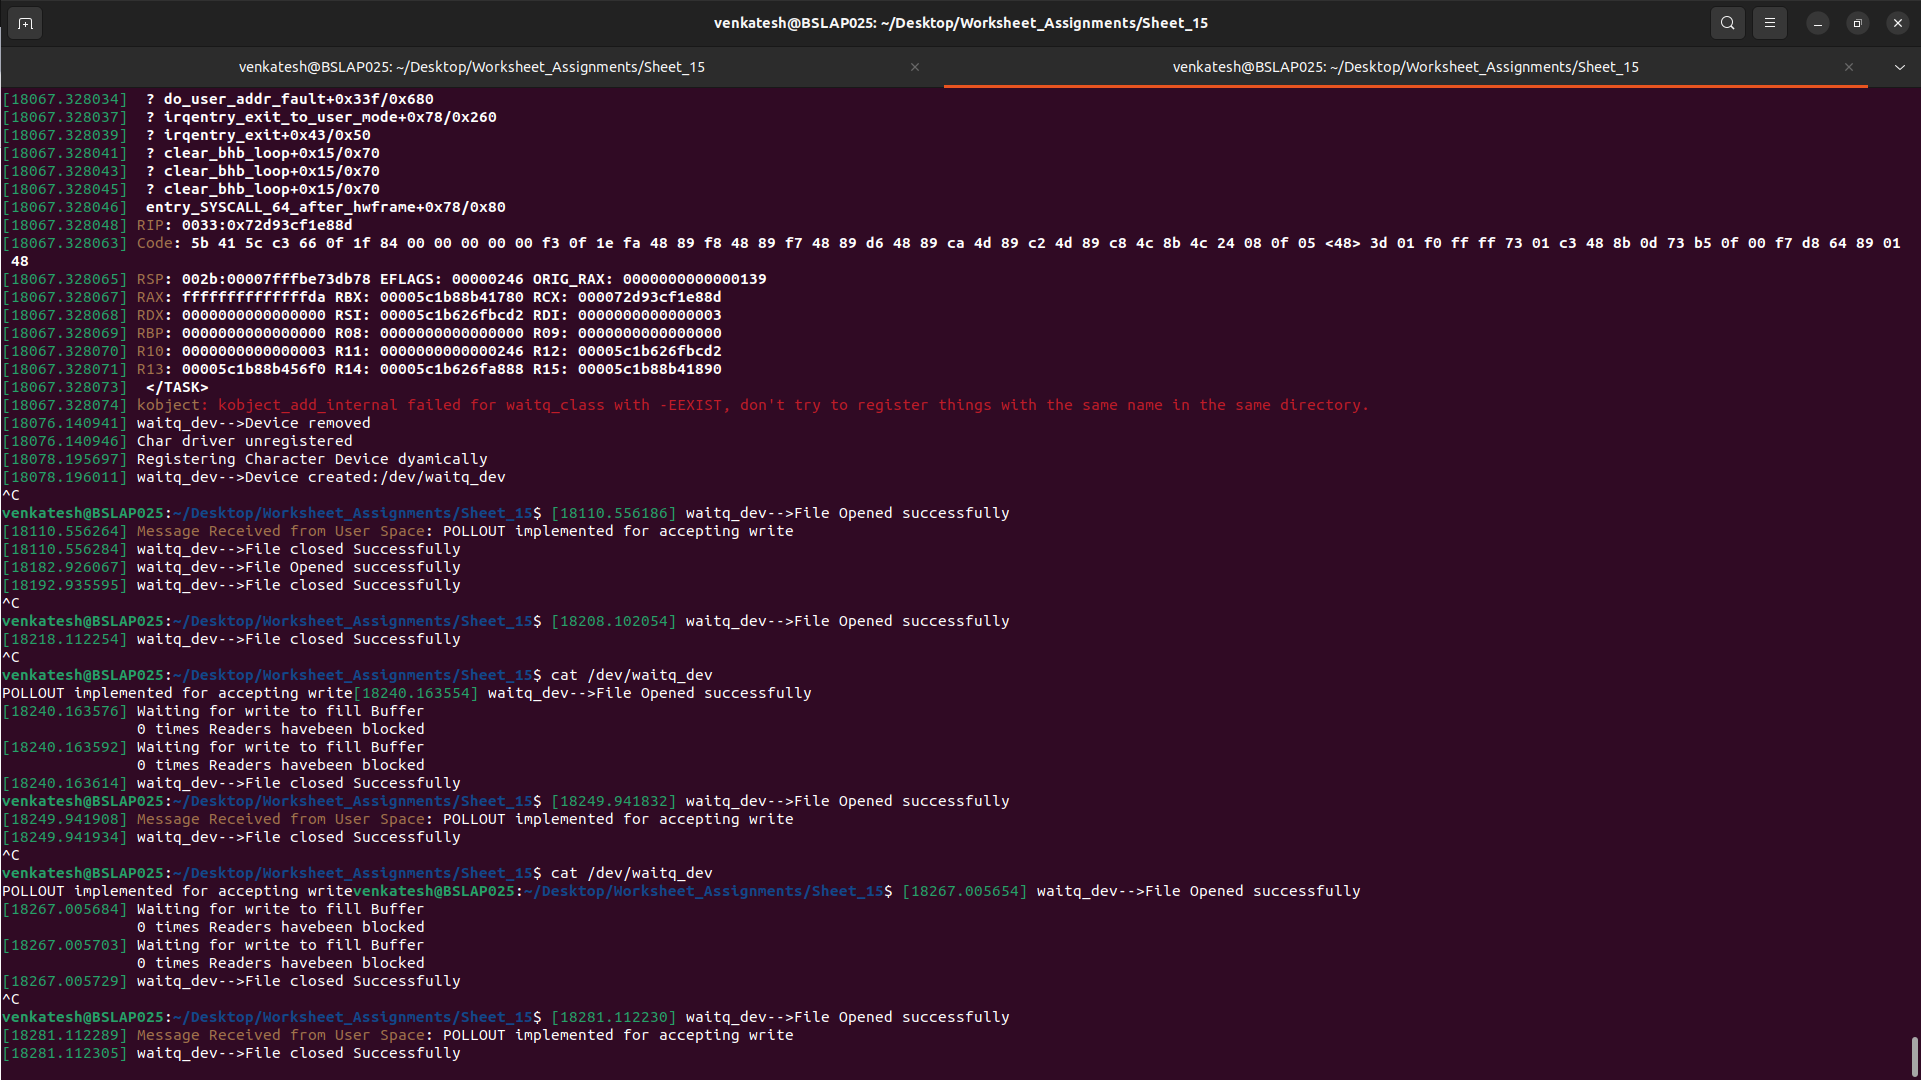 venkatesh@BSLAP025: ~/Desktop/Worksheet_Assignments/Sheet_15
venkatesh@BSLAP025: ~/Desktop/Worksheet_Assignments/Sheet_15
venkatesh@BSLAP025: ~/Desktop/Worksheet_Assignments/Sheet_15
[18067.328034]  ? do_user_addr_fault+0x33f/0x680
[18067.328037]  ? irqentry_exit_to_user_mode+0x78/0x260
[18067.328039]  ? irqentry_exit+0x43/0x50
[18067.328041]  ? clear_bhb_loop+0x15/0x70
[18067.328043]  ? clear_bhb_loop+0x15/0x70
[18067.328045]  ? clear_bhb_loop+0x15/0x70
[18067.328046]  entry_SYSCALL_64_after_hwframe+0x78/0x80
[18067.328048] RIP: 0033:0x72d93cf1e88d
[18067.328063] Code: 5b 41 5c c3 66 0f 1f 84 00 00 00 00 00 f3 0f 1e fa 48 89 f8 48 89 f7 48 89 d6 48 89 ca 4d 89 c2 4d 89 c8 4c 8b 4c 24 08 0f 05 <48> 3d 01 f0 ff ff 73 01 c3 48 8b 0d 73 b5 0f 00 f7 d8 64 89 01
48
[18067.328065] RSP: 002b:00007fffbe73db78 EFLAGS: 00000246 ORIG_RAX: 0000000000000139
[18067.328067] RAX: ffffffffffffffda RBX: 00005c1b88b41780 RCX: 000072d93cf1e88d
[18067.328068] RDX: 0000000000000000 RSI: 00005c1b626fbcd2 RDI: 0000000000000003
[18067.328069] RBP: 0000000000000000 R08: 0000000000000000 R09: 0000000000000000
[18067.328070] R10: 0000000000000003 R11: 0000000000000246 R12: 00005c1b626fbcd2
[18067.328071] R13: 00005c1b88b456f0 R14: 00005c1b626fa888 R15: 00005c1b88b41890
[18067.328073]  </TASK>
[18067.328074] kobject: kobject_add_internal failed for waitq_class with -EEXIST, don't try to register things with the same name in the same directory.
[18076.140941] waitq_dev-->Device removed
[18076.140946] Char driver unregistered
[18078.195697] Registering Character Device dyamically
[18078.196011] waitq_dev-->Device created:/dev/waitq_dev
^C
venkatesh@BSLAP025:~/Desktop/Worksheet_Assignments/Sheet_15$ [18110.556186] waitq_dev-->File Opened successfully
[18110.556264] Message Received from User Space: POLLOUT implemented for accepting write
[18110.556284] waitq_dev-->File closed Successfully
[18182.926067] waitq_dev-->File Opened successfully
[18192.935595] waitq_dev-->File closed Successfully
^C
venkatesh@BSLAP025:~/Desktop/Worksheet_Assignments/Sheet_15$ [18208.102054] waitq_dev-->File Opened successfully
[18218.112254] waitq_dev-->File closed Successfully
^C
venkatesh@BSLAP025:~/Desktop/Worksheet_Assignments/Sheet_15$ cat /dev/waitq_dev
POLLOUT implemented for accepting write[18240.163554] waitq_dev-->File Opened successfully
[18240.163576] Waiting for write to fill Buffer
0 times Readers havebeen blocked
[18240.163592] Waiting for write to fill Buffer
0 times Readers havebeen blocked
[18240.163614] waitq_dev-->File closed Successfully
venkatesh@BSLAP025:~/Desktop/Worksheet_Assignments/Sheet_15$ [18249.941832] waitq_dev-->File Opened successfully
[18249.941908] Message Received from User Space: POLLOUT implemented for accepting write
[18249.941934] waitq_dev-->File closed Successfully
^C
venkatesh@BSLAP025:~/Desktop/Worksheet_Assignments/Sheet_15$ cat /dev/waitq_dev
POLLOUT implemented for accepting writevenkatesh@BSLAP025:~/Desktop/Worksheet_Assignments/Sheet_15$ [18267.005654] waitq_dev-->File Opened successfully
[18267.005684] Waiting for write to fill Buffer
0 times Readers havebeen blocked
[18267.005703] Waiting for write to fill Buffer
0 times Readers havebeen blocked
[18267.005729] waitq_dev-->File closed Successfully
^C
venkatesh@BSLAP025:~/Desktop/Worksheet_Assignments/Sheet_15$ [18281.112230] waitq_dev-->File Opened successfully
[18281.112289] Message Received from User Space: POLLOUT implemented for accepting write
[18281.112305] waitq_dev-->File closed Successfully